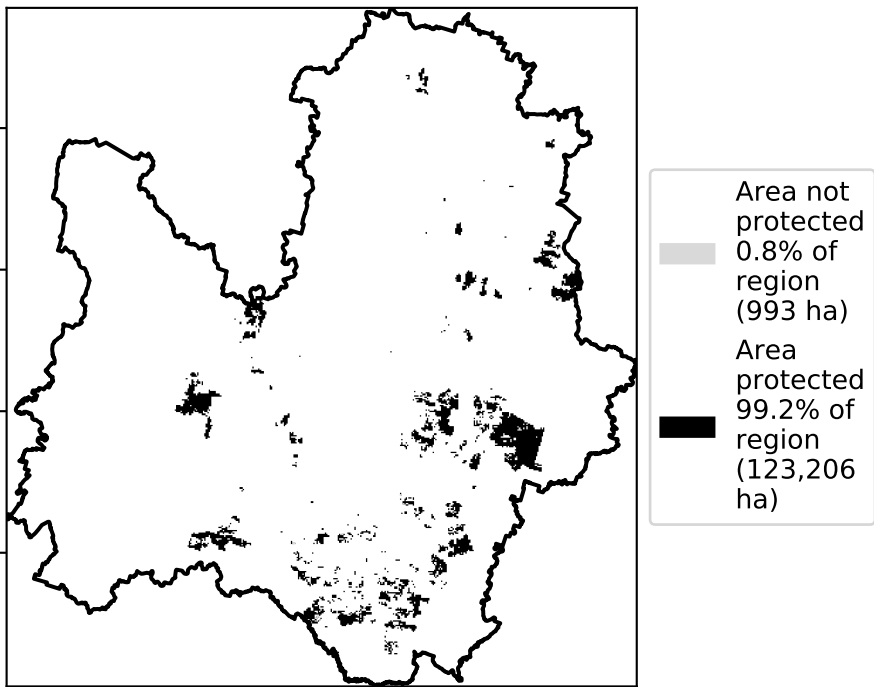 Area not
protected
0.8% of
region
(993 ha)
Area
protected
99.2% of
region
(123,206
ha)